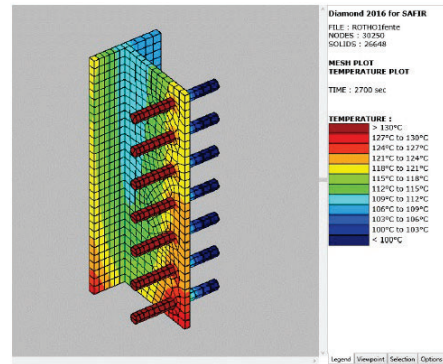 Diamond 2016 for SAFIR
FILE : ROTHO1fente
NODES : 30250
SOLIDS : 26648
MESH PLOT
TEMPERATURE PLOT
TIME : 2700 sec
TEMPERATURE :
> 130°C
127°C to 130°C
124°C to 127°C
121°C to 124°C
118°C to 121°C
115°C to 118°C
112°C to 115°C
109°C to 112°C
106°C to 109°C
103°C to 106°C
100°C to 103°C
< 100°C
Legend Viewpoint Selection Options